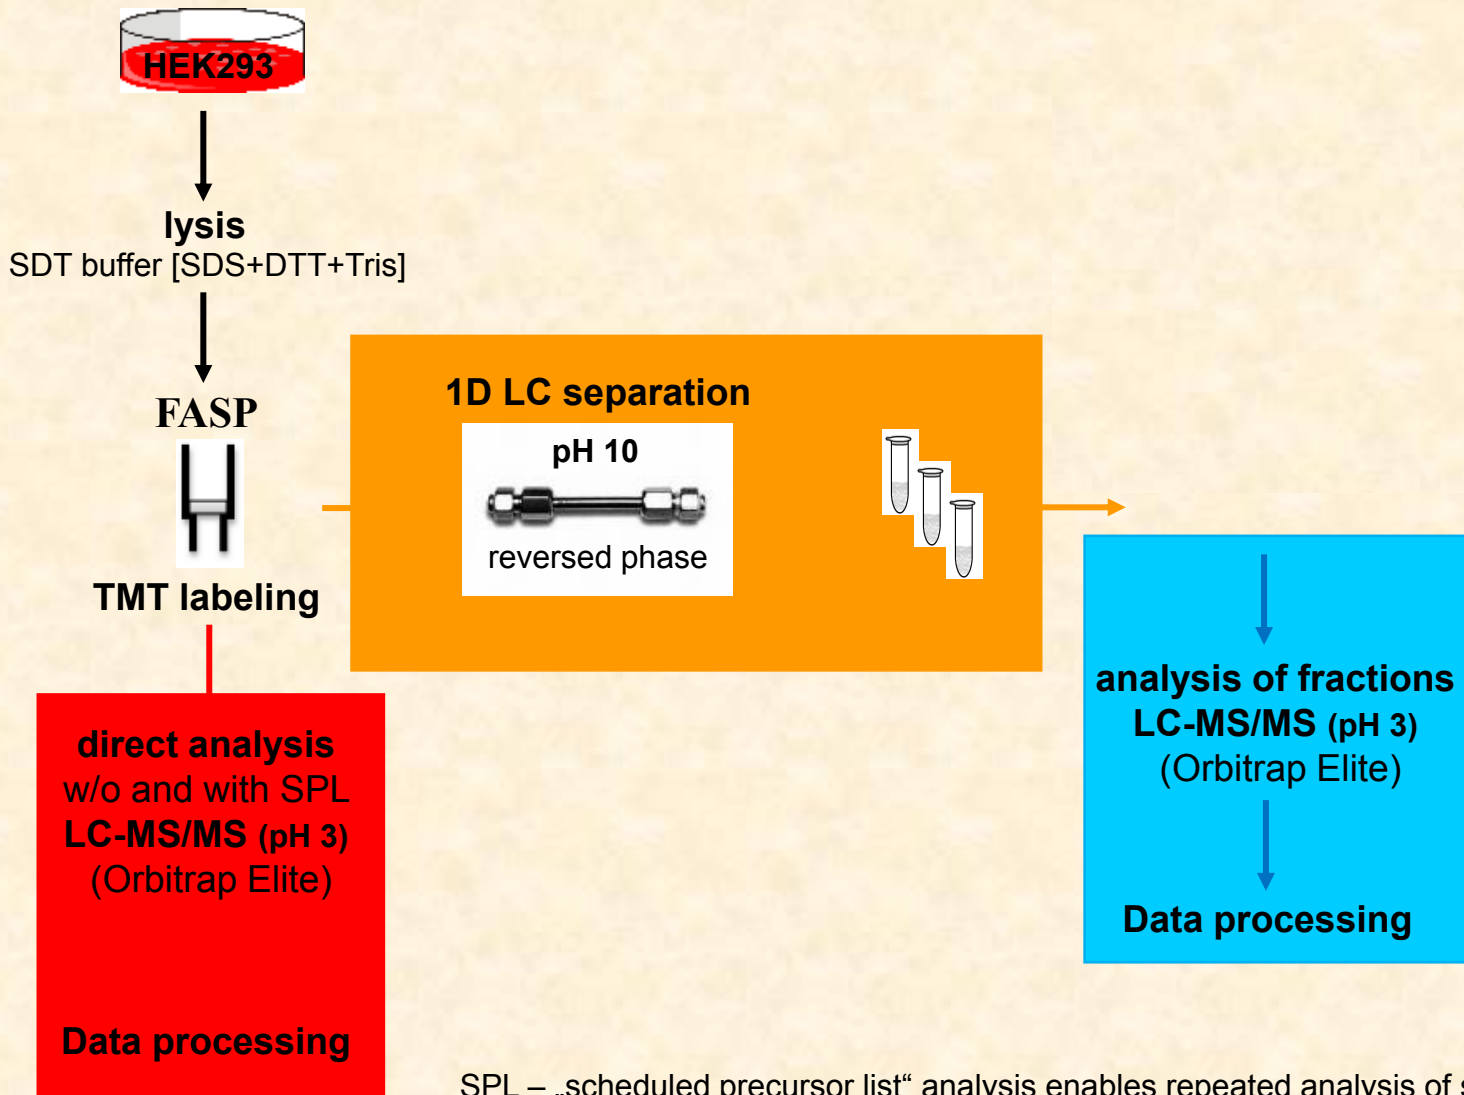 HEK293
lysis
SDT buffer [SDS+DTT+Tris]
FASP
TMT labeling
1D LC separation
pH 10
reversed phase
direct analysis
w/o and with SPL
LC-MS/MS (pH 3)
(Orbitrap Elite)
Data processing
analysis of fractions
LC-MS/MS (pH 3)
(Orbitrap Elite)
Data processing
SPL – „scheduled precursor list“ analysis enables repeated analysis of